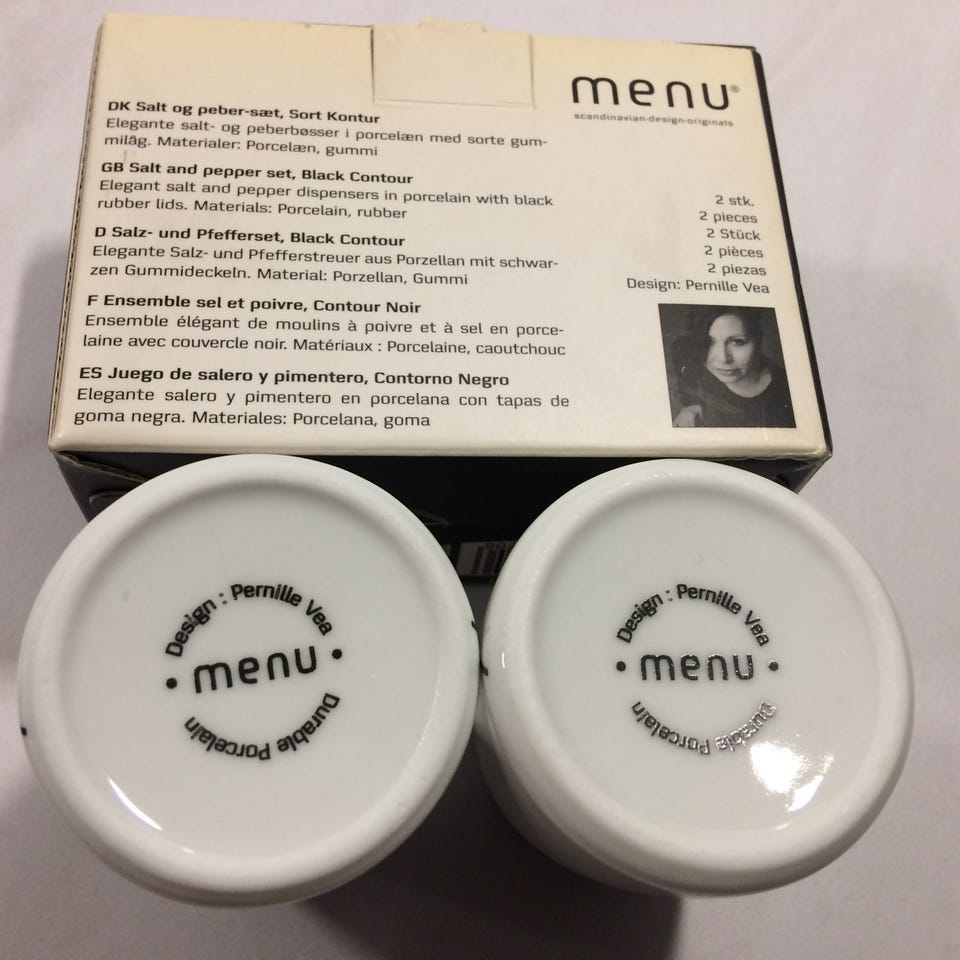 menu®
scandinavian·design·originals
DK Salt og peber-sæt, Sort Kontur
Elegante salt- og peberbøsser i porcelæn med sorte gum-
milåg. Materialer: Porcelæn, gummi
GB Salt and pepper set, Black Contour
Elegant salt and pepper dispensers in porcelain with black
rubber lids. Materials: Porcelain, rubber
D Salz- und Pfefferset, Black Contour
Elegante Salz- und Pfefferstreuer aus Porzellan mit schwar-
zen Gummideckeln. Material: Porzellan, Gummi
F Ensemble sel et poivre, Contour Noir
Ensemble élégant de moulins à poivre et à sel en porce-
laine avec couvercle noir. Matériaux : Porcelaine, caoutchouc
ES Juego de salero y pimentero, Contorno Negro
Elegante salero y pimentero en porcelana con tapas de
goma negra. Materiales: Porcelana, goma
2 stk.
2 pieces
2 Stück
2 pièces
2 piezas
Design: Pernille Vea
Design : Pernille Vea
• menu •
Durable Porcelain
Design : Pernille Vea
• menu •
Durable Porcelain